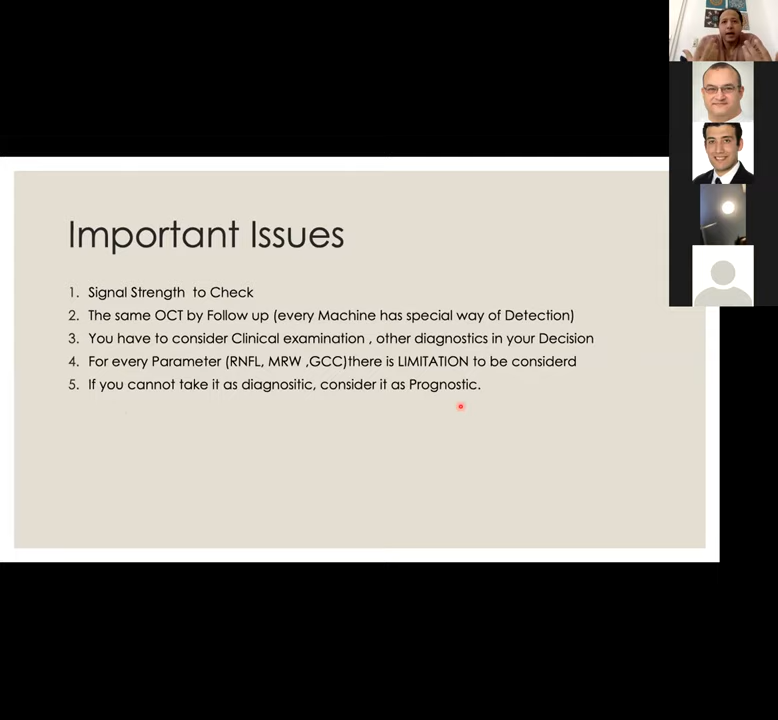 Important Issues
1. Signal Strength to Check
2. The same OCT by Follow up (every Machine has special way of Detection)
3. You have to consider Clinical examination , other diagnostics in your Decision
4. For every Parameter (RNFL, MRW ,GCC)there is LIMITATION to be considerd
5. If you cannot take it as diagnositic, consider it as Prognostic.